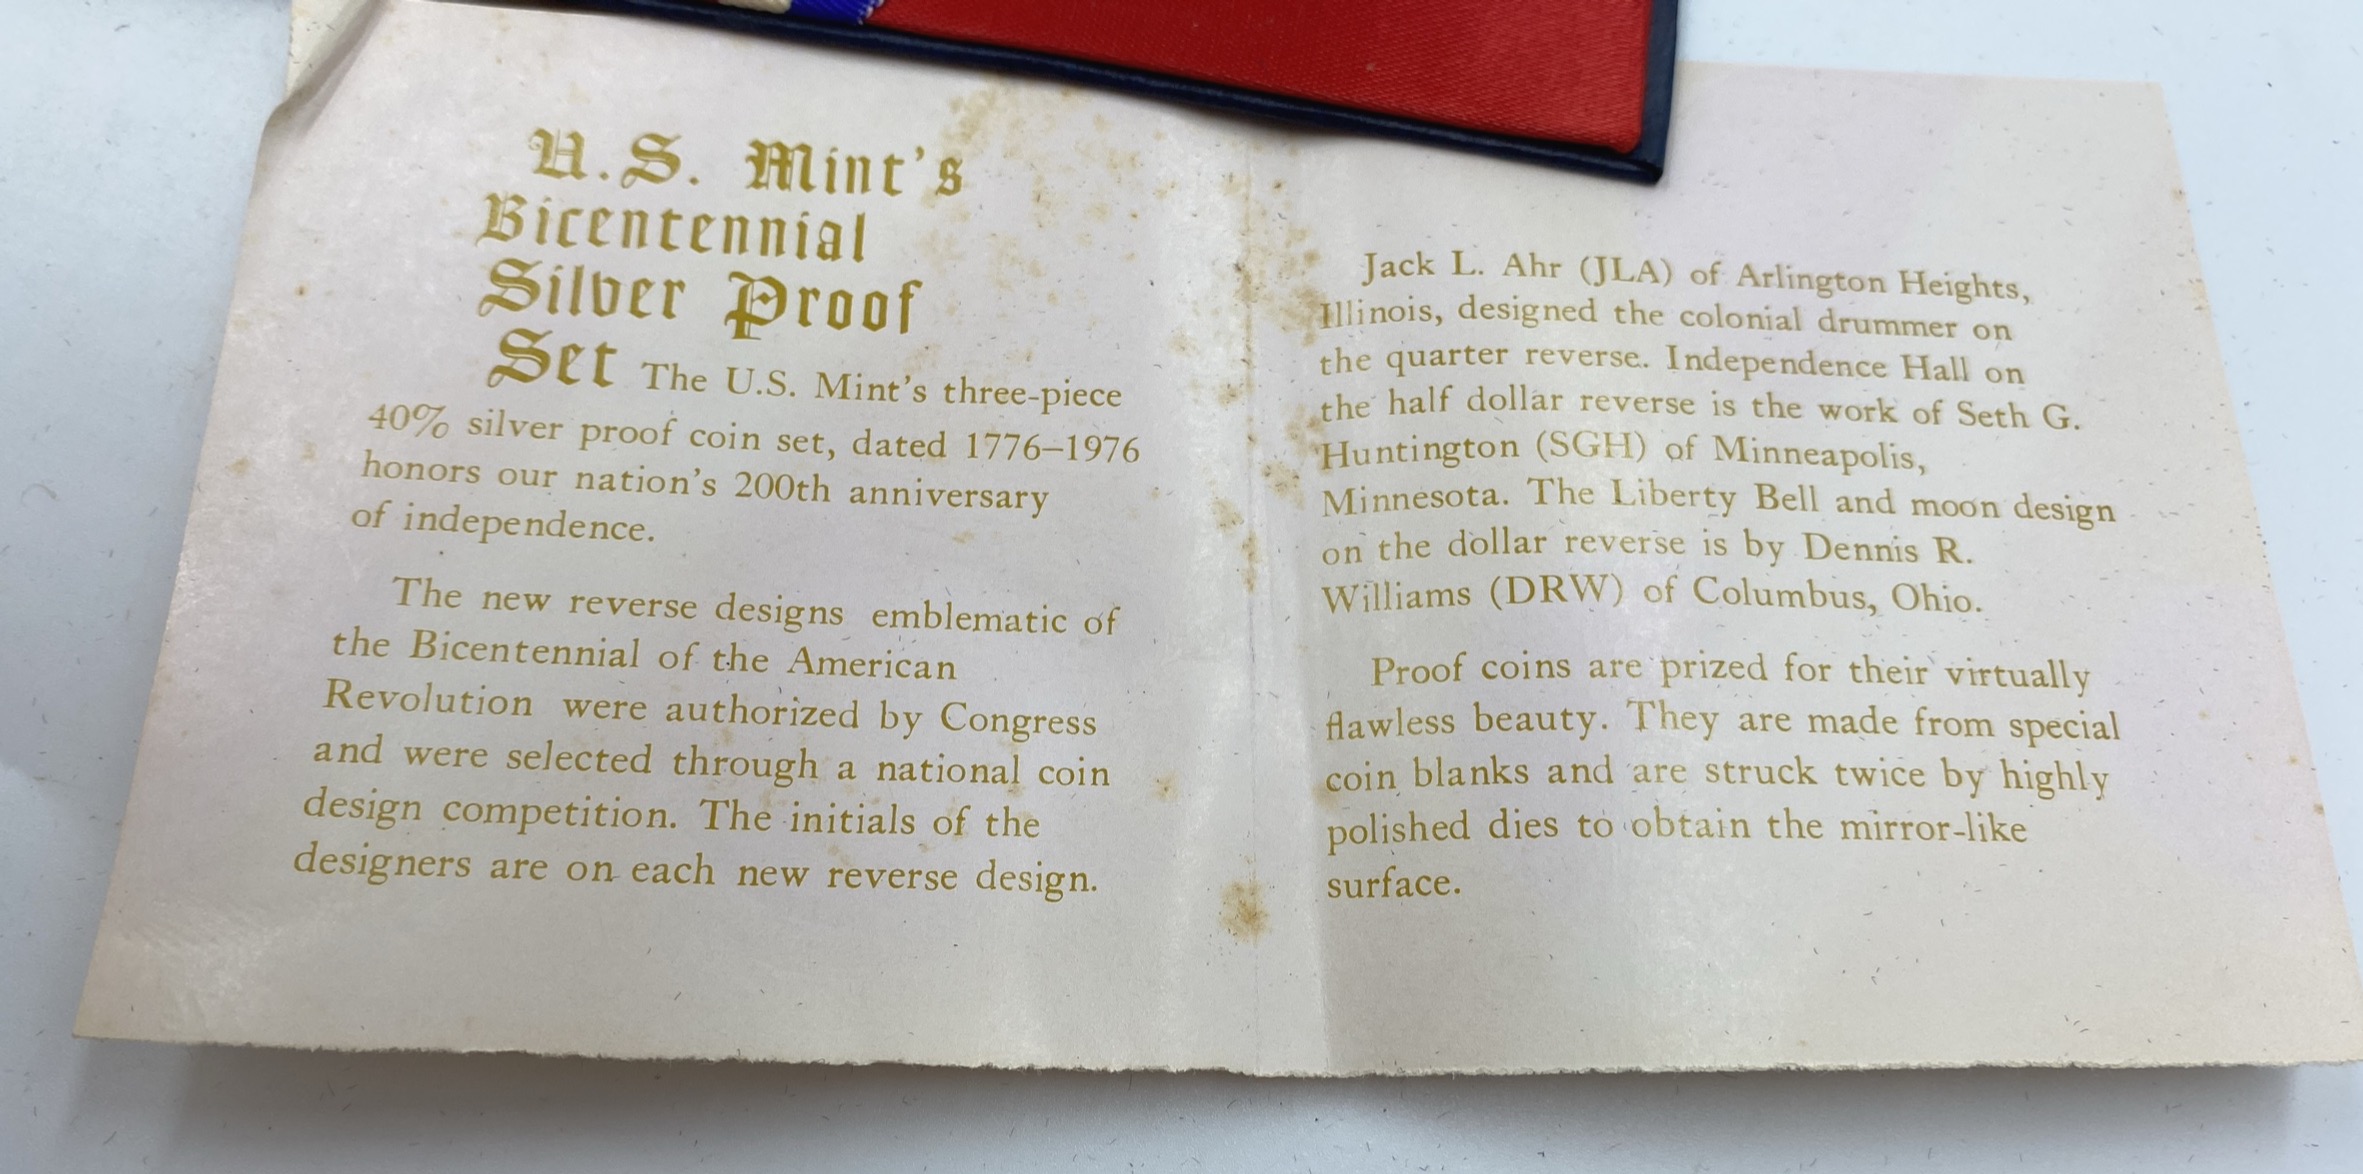 U.S. Mint's
Bicentennial
Silver Proof
Set The U.S. Mint's three-piece
40% silver proof coin set, dated 1776–1976
honors our nation's 200th anniversary
of independence.
The new reverse designs emblematic of
the Bicentennial of the American
Revolution were authorized by Congress
and were selected through a national coin
design competition. The initials of the
designers are on each new reverse design.
Jack L. Ahr (JLA) of Arlington Heights,
Illinois, designed the colonial drummer on
the quarter reverse. Independence Hall on
the half dollar reverse is the work of Seth G.
Huntington (SGH) of Minneapolis,
Minnesota. The Liberty Bell and moon design
on the dollar reverse is by Dennis R.
Williams (DRW) of Columbus, Ohio.
Proof coins are prized for their virtually
flawless beauty. They are made from special
coin blanks and are struck twice by highly
polished dies to obtain the mirror-like
surface.